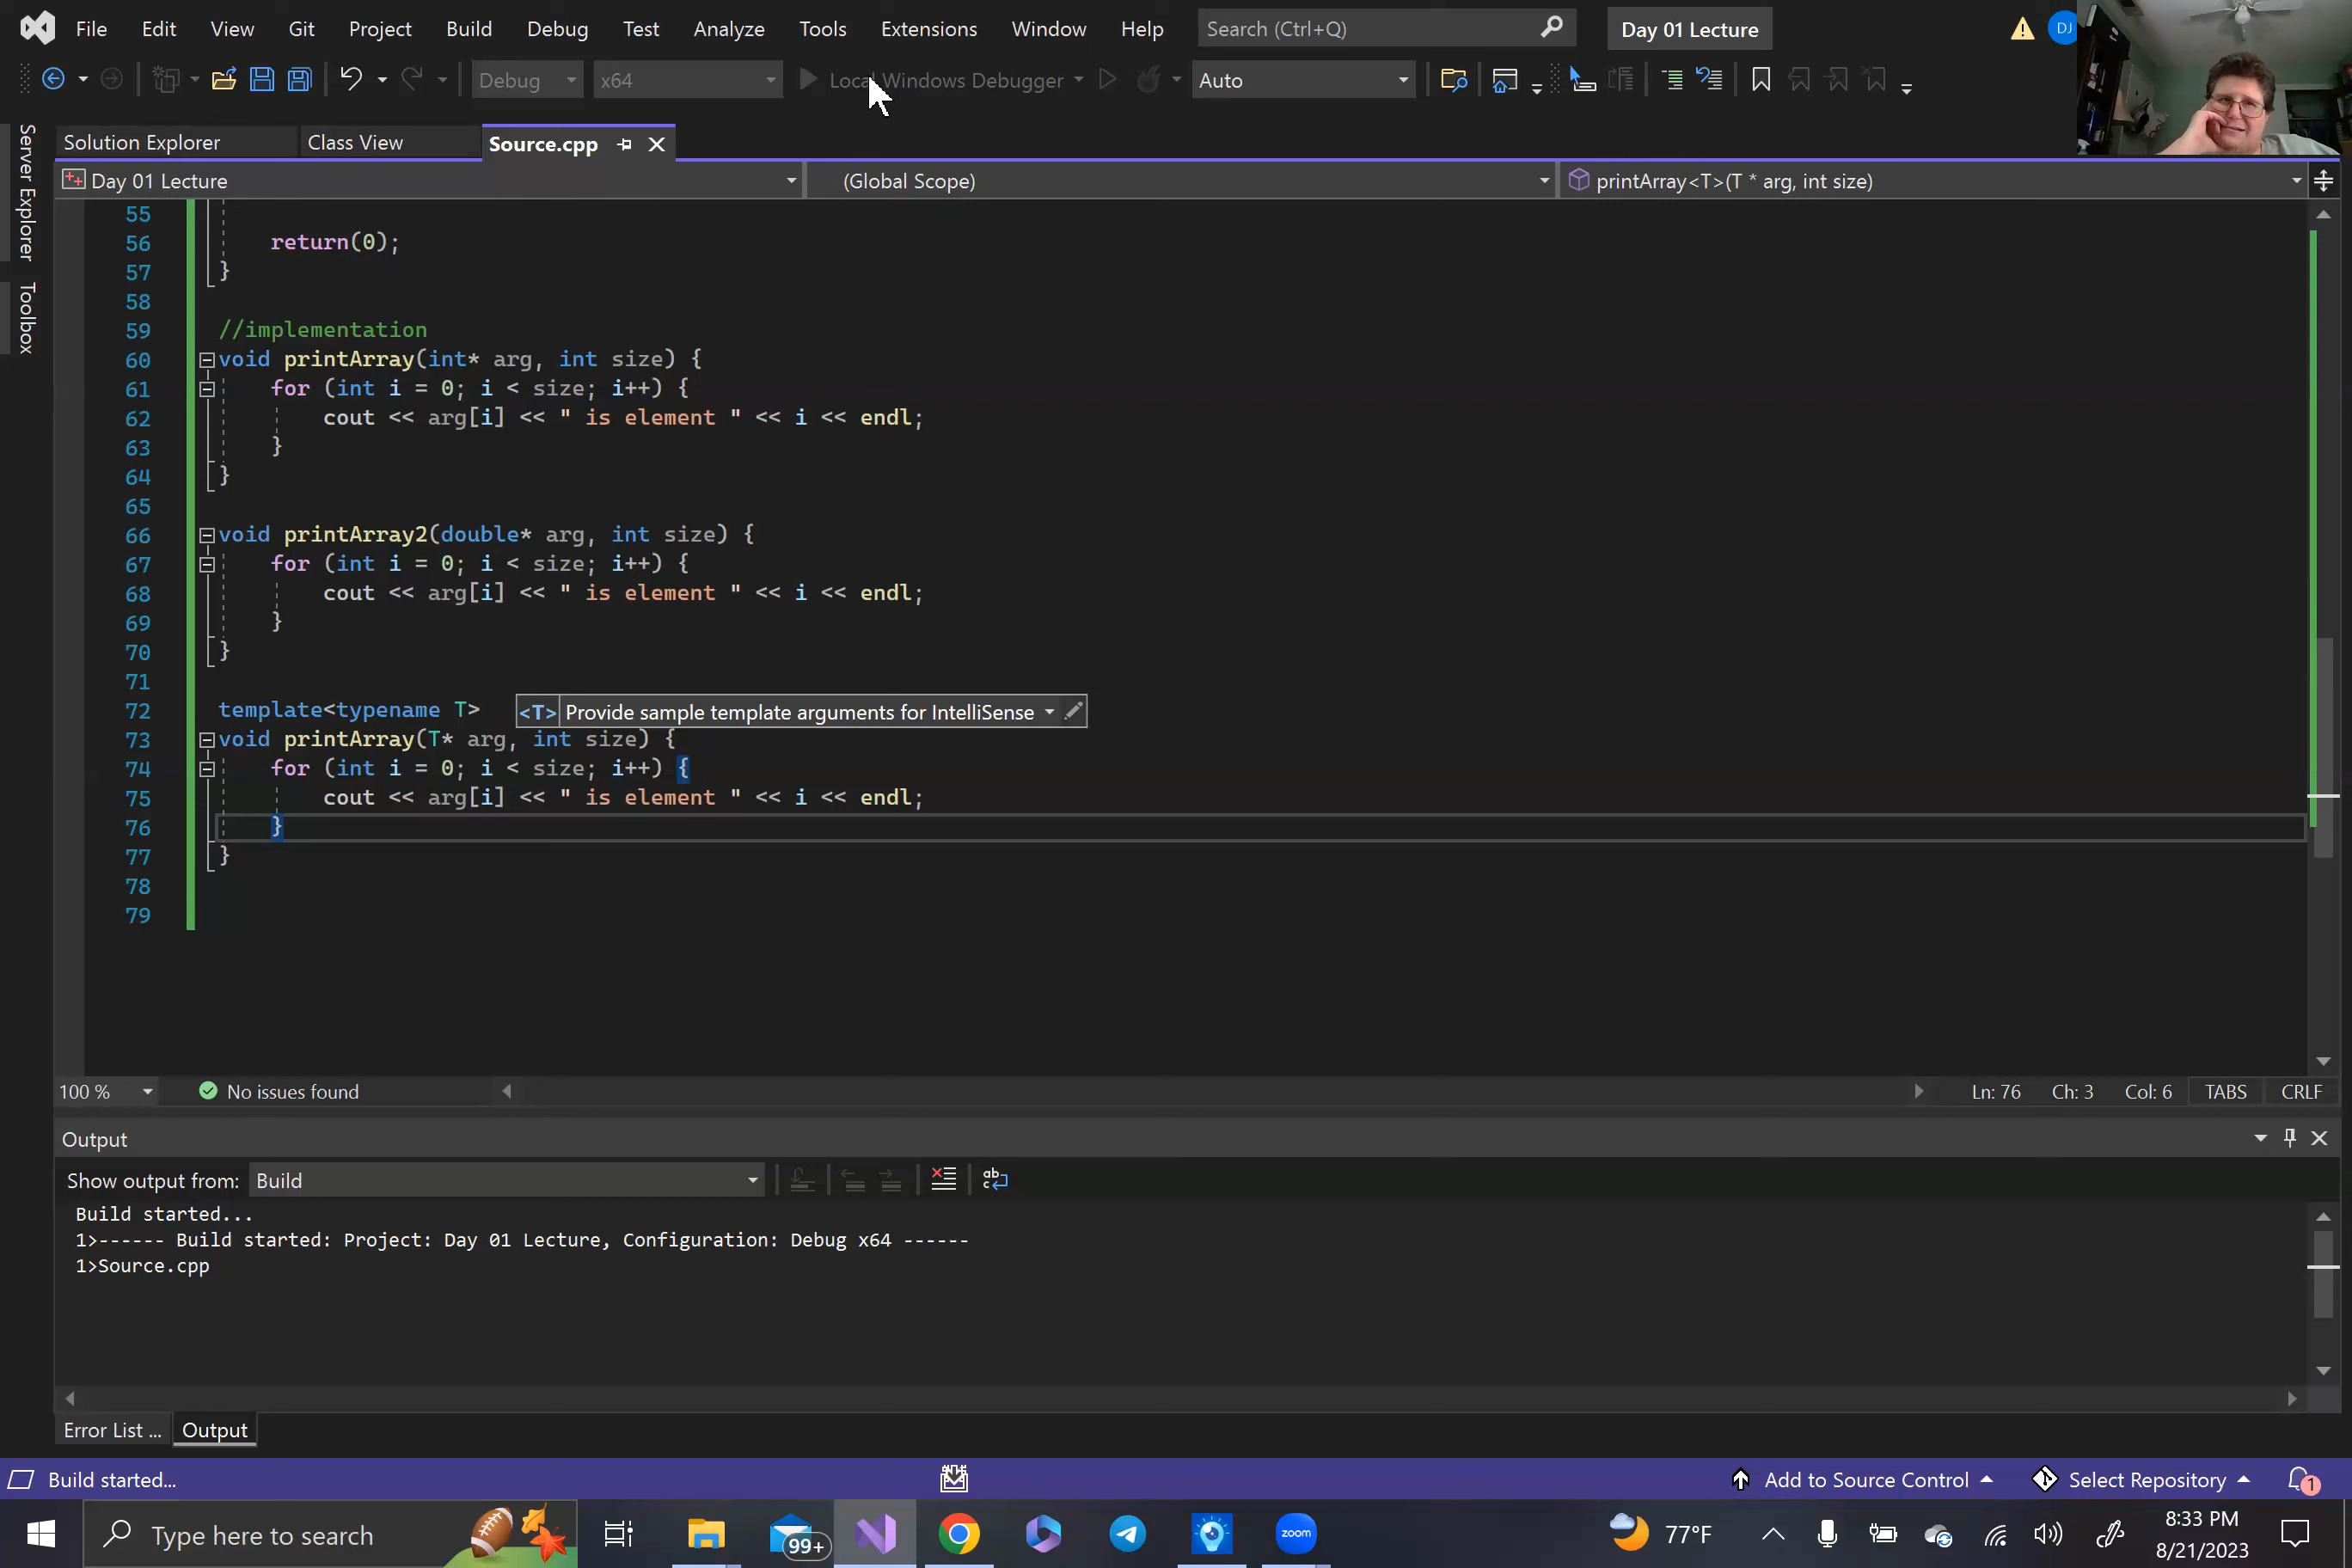 File Edit View Git Project Build Debug Test Analyze Tools Extensions Window Help Search (Ctrl+Q) Day 01 Lecture DJ
Debug x64 Local Windows Debugger Auto
Server Explorer
Toolbox
Solution Explorer Class View Source.cpp
Day 01 Lecture (Global Scope) printArray<T>(T * arg, int size)
55
56 return(0);
57 }
58
59 //implementation
60 void printArray(int* arg, int size) {
61 for (int i = 0; i < size; i++) {
62 cout << arg[i] << " is element " << i << endl;
63 }
64 }
65
66 void printArray2(double* arg, int size) {
67 for (int i = 0; i < size; i++) {
68 cout << arg[i] << " is element " << i << endl;
69 }
70 }
71
72 template<typename T> <T> Provide sample template arguments for IntelliSense
73 void printArray(T* arg, int size) {
74 for (int i = 0; i < size; i++) {
75 cout << arg[i] << " is element " << i << endl;
76 }
77 }
78
79
100 % No issues found Ln: 76 Ch: 3 Col: 6 TABS CRLF
Output
Show output from: Build
Build started...
1>------ Build started: Project: Day 01 Lecture, Configuration: Debug x64 ------
1>Source.cpp
Error List ... Output
Build started... Add to Source Control Select Repository 1
Type here to search 99+ zoom 77°F 8:33 PM
8/21/2023